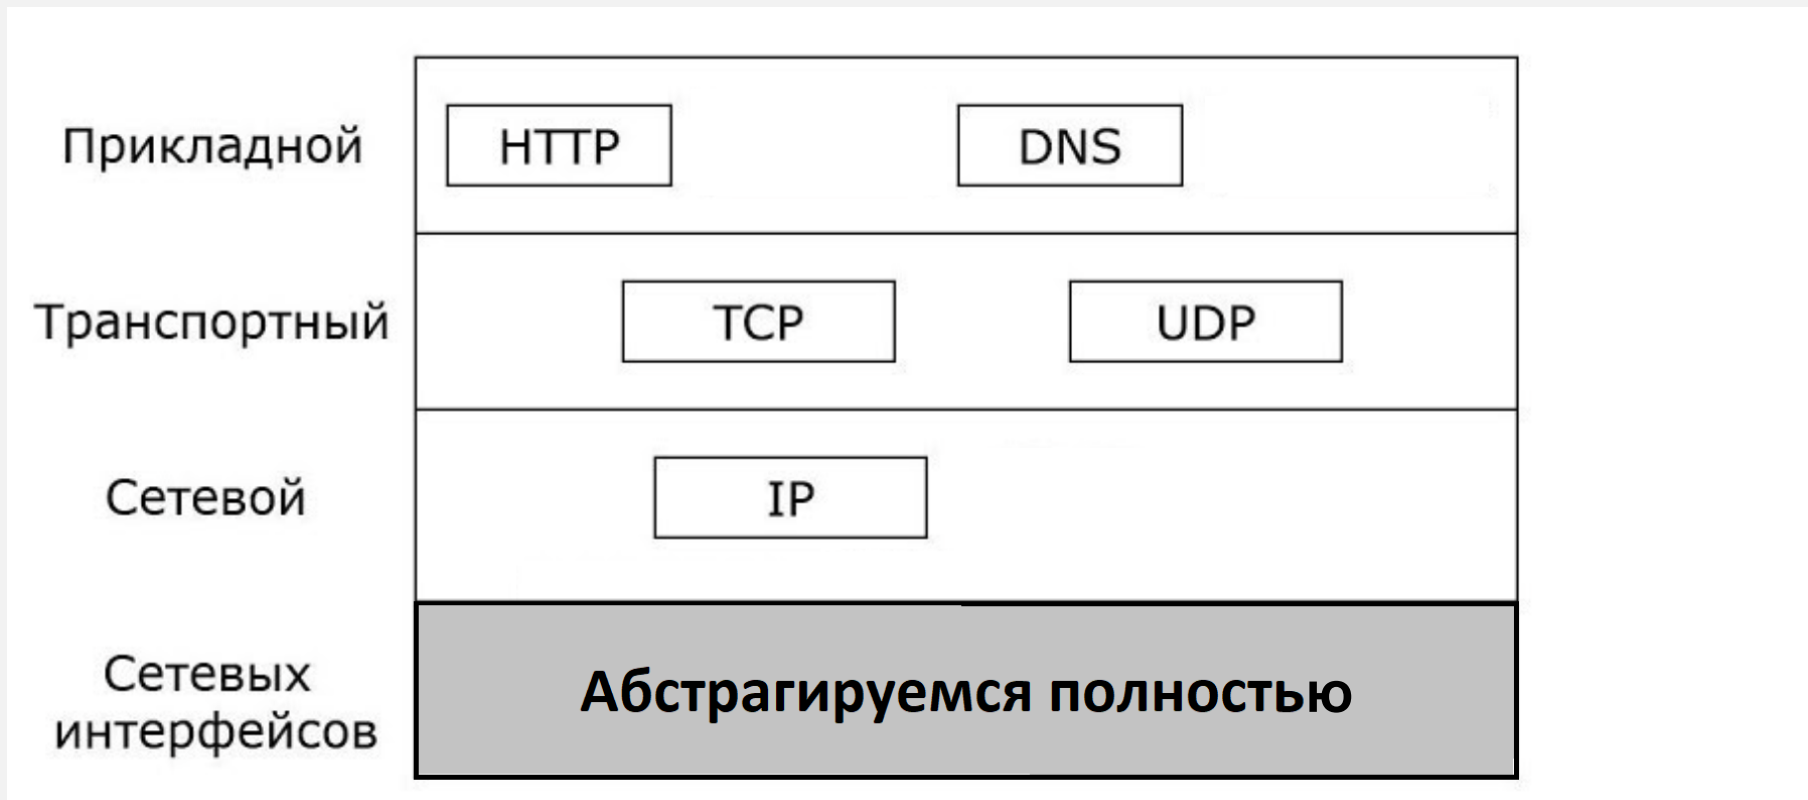 Прикладной
HTTP
DNS
Транспортный
TCP
UDP
Сетевой
IP
Сетевых
интерфейсов
Абстрагируемся полностью